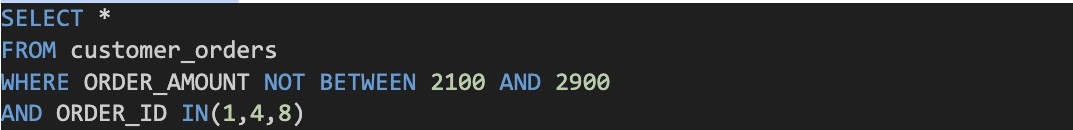 SELECT *
FROM customer_orders
WHERE ORDER_AMOUNT NOT BETWEEN 2100 AND 2900
AND ORDER_ID IN(1,4,8)